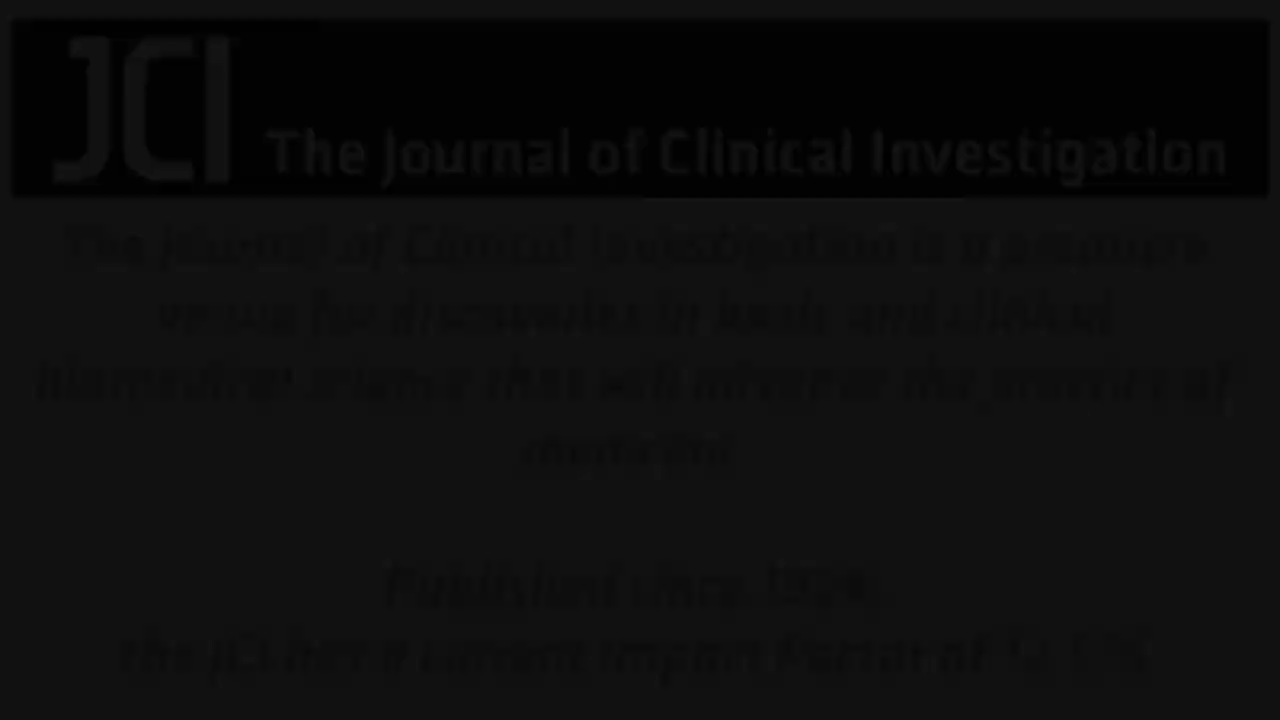 JCI
The Journal of Clinical Investigation
The Journal of Clinical Investigation is a premiere
venue for discoveries in basic and clinical
biomedical science that will advance the practice of
medicine.
Published since 1924,
the JCI has a current Impact Factor of